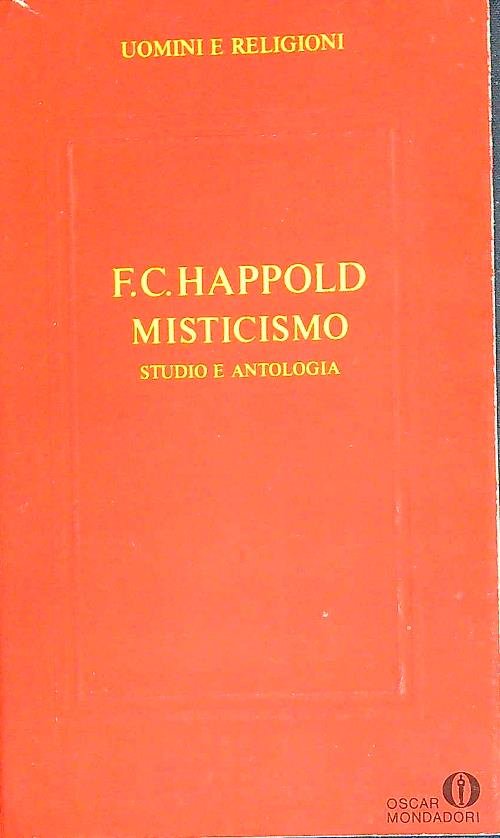 UOMINI E RELIGIONI
F.C. HAPPOLD
MISTICISMO
STUDIO E ANTOLOGIA
OSCAR
MONDADORI